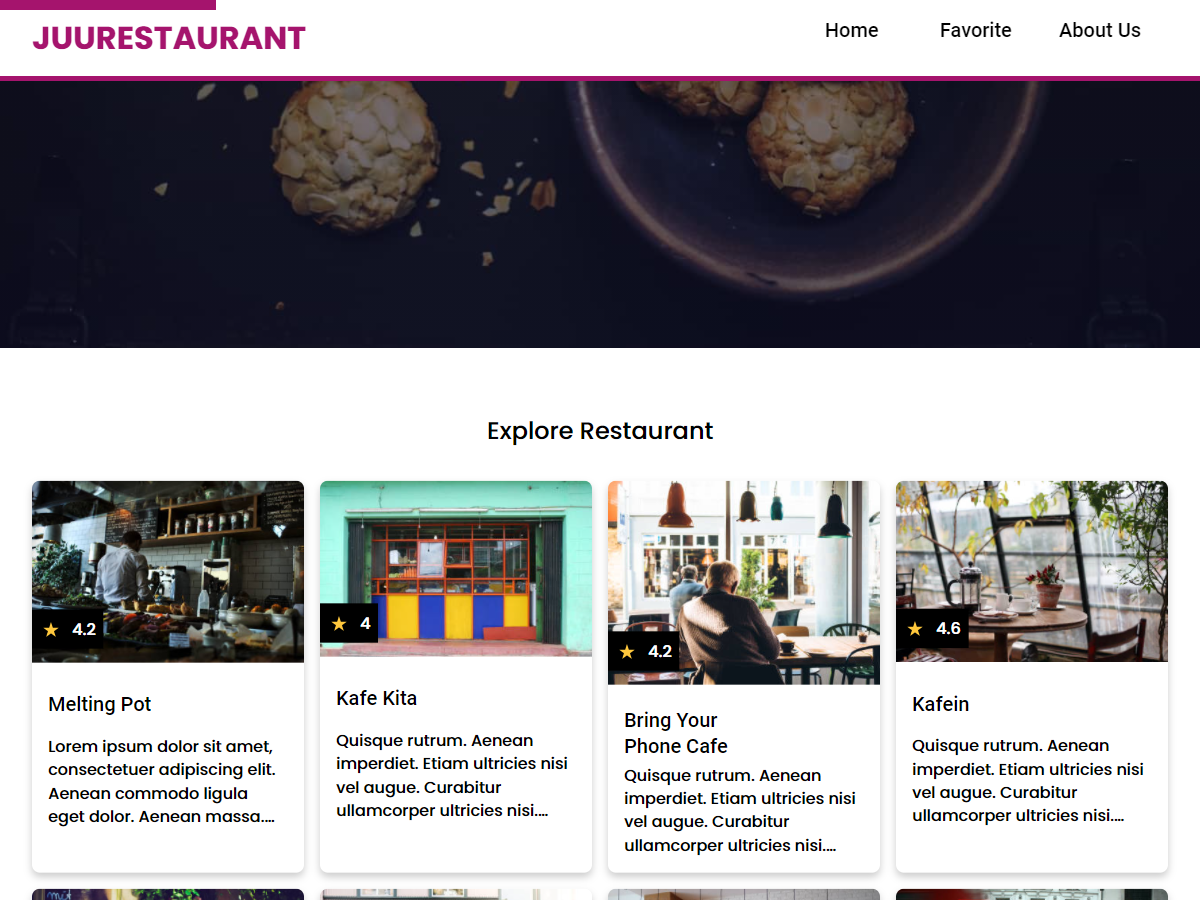 JUURESTAURANT
Home
Favorite
About Us
Explore Restaurant
4.2
4
4.2
4.6
Melting Pot
Lorem ipsum dolor sit amet,
consectetuer adipiscing elit.
Aenean commodo ligula
eget dolor. Aenean massa....
Kafe Kita
Quisque rutrum. Aenean
imperdiet. Etiam ultricies nisi
vel augue. Curabitur
ullamcorper ultricies nisi....
Bring Your
Phone Cafe
Quisque rutrum. Aenean
imperdiet. Etiam ultricies nisi
vel augue. Curabitur
ullamcorper ultricies nisi....
Kafein
Quisque rutrum. Aenean
imperdiet. Etiam ultricies nisi
vel augue. Curabitur
ullamcorper ultricies nisi....